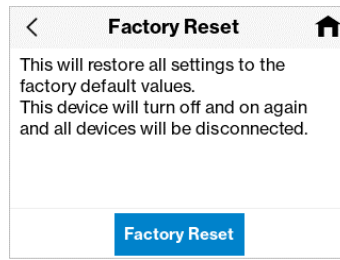 Factory Reset
This will restore all settings to the
factory default values.
This device will turn off and on again
and all devices will be disconnected.
Factory Reset